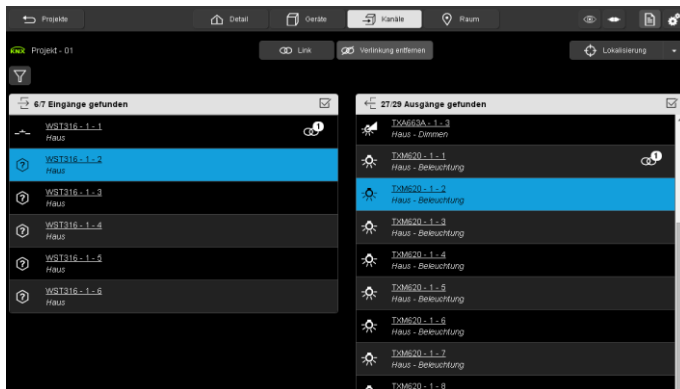 Projekte
Detail
Geräte
Kanäle
Raum
KNX Projekt - 01
Link
Verlinkung entfernen
Lokalisierung
6/7 Eingänge gefunden
WST316 - 1 - 1
Haus
1
WST316 - 1 - 2
Haus
WST316 - 1 - 3
Haus
WST316 - 1 - 4
Haus
WST316 - 1 - 5
Haus
WST316 - 1 - 6
Haus
27/29 Ausgänge gefunden
TXA663A - 1 - 3
Haus - Dimmen
TXM620 - 1 - 1
Haus - Beleuchtung
1
TXM620 - 1 - 2
Haus - Beleuchtung
TXM620 - 1 - 3
Haus - Beleuchtung
TXM620 - 1 - 4
Haus - Beleuchtung
TXM620 - 1 - 5
Haus - Beleuchtung
TXM620 - 1 - 6
Haus - Beleuchtung
TXM620 - 1 - 7
Haus - Beleuchtung
TXM620 - 1 - 8